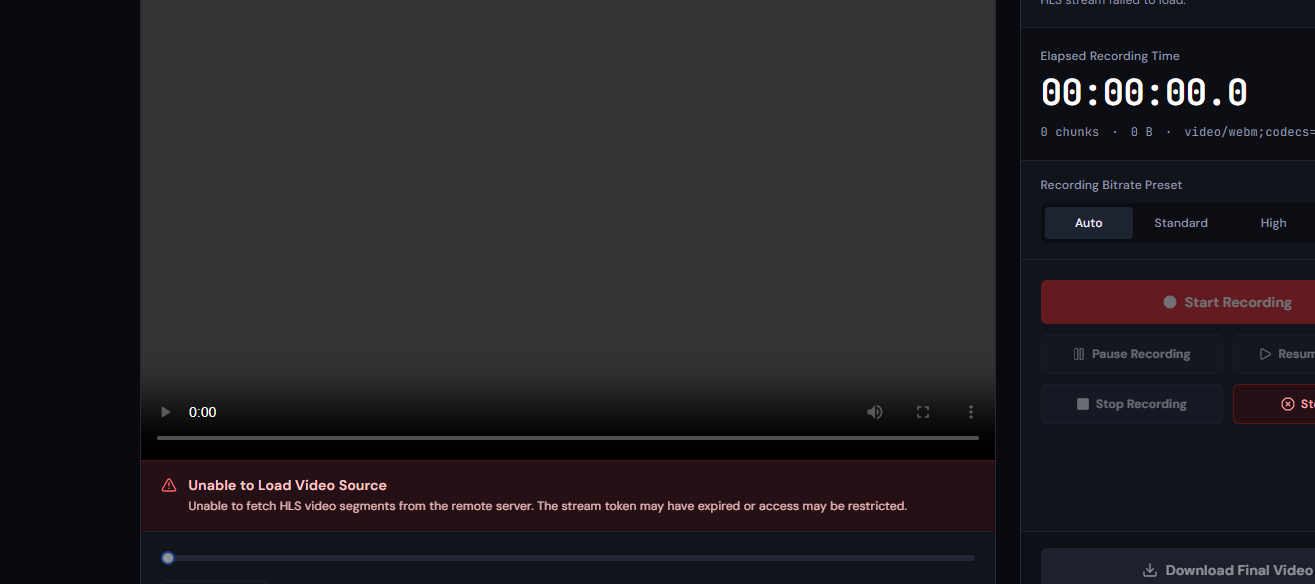 0:00
Unable to Load Video Source
Unable to fetch HLS video segments from the remote server. The stream token may have expired or access may be restricted.
HLS stream failed to load.
Elapsed Recording Time
00:00:00.0
0 chunks · 0 B · video/webm;codecs=
Recording Bitrate Preset
Auto Standard High
Start Recording
Pause Recording
Stop Recording
Download Final Video